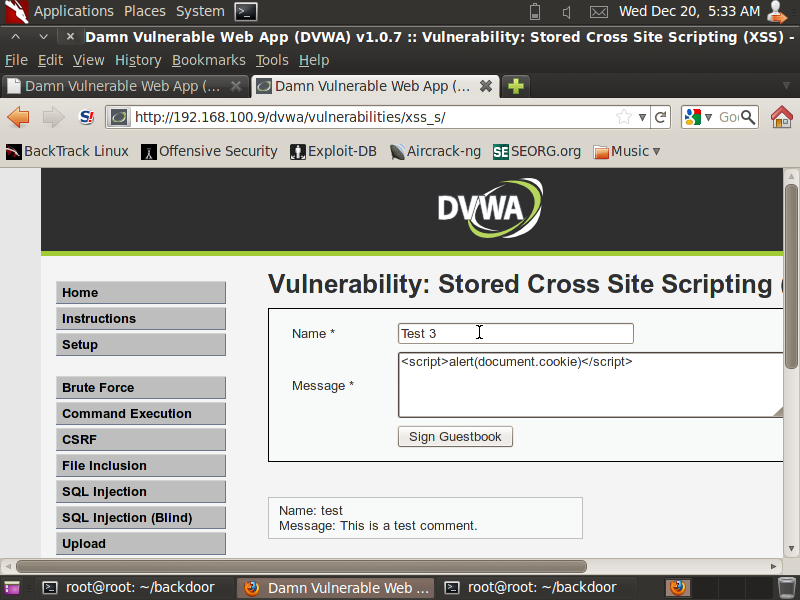 Applications Places System Wed Dec 20, 5:33 AM
Damn Vulnerable Web App (DVWA) v1.0.7 :: Vulnerability: Stored Cross Site Scripting (XSS) -
File Edit View History Bookmarks Tools Help
Damn Vulnerable Web App (... Damn Vulnerable Web App (...
S! http://192.168.100.9/dvwa/vulnerabilities/xss_s/ Go
BackTrack Linux Offensive Security Exploit-DB Aircrack-ng SE SEORG.org Music
DVWA
Vulnerability: Stored Cross Site Scripting (
Home
Instructions
Setup
Brute Force
Command Execution
CSRF
File Inclusion
SQL Injection
SQL Injection (Blind)
Upload
Name * Test 3
Message * <script>alert(document.cookie)</script>
Sign Guestbook
Name: test
Message: This is a test comment.
root@root: ~/backdoor Damn Vulnerable Web ... root@root: ~/backdoor